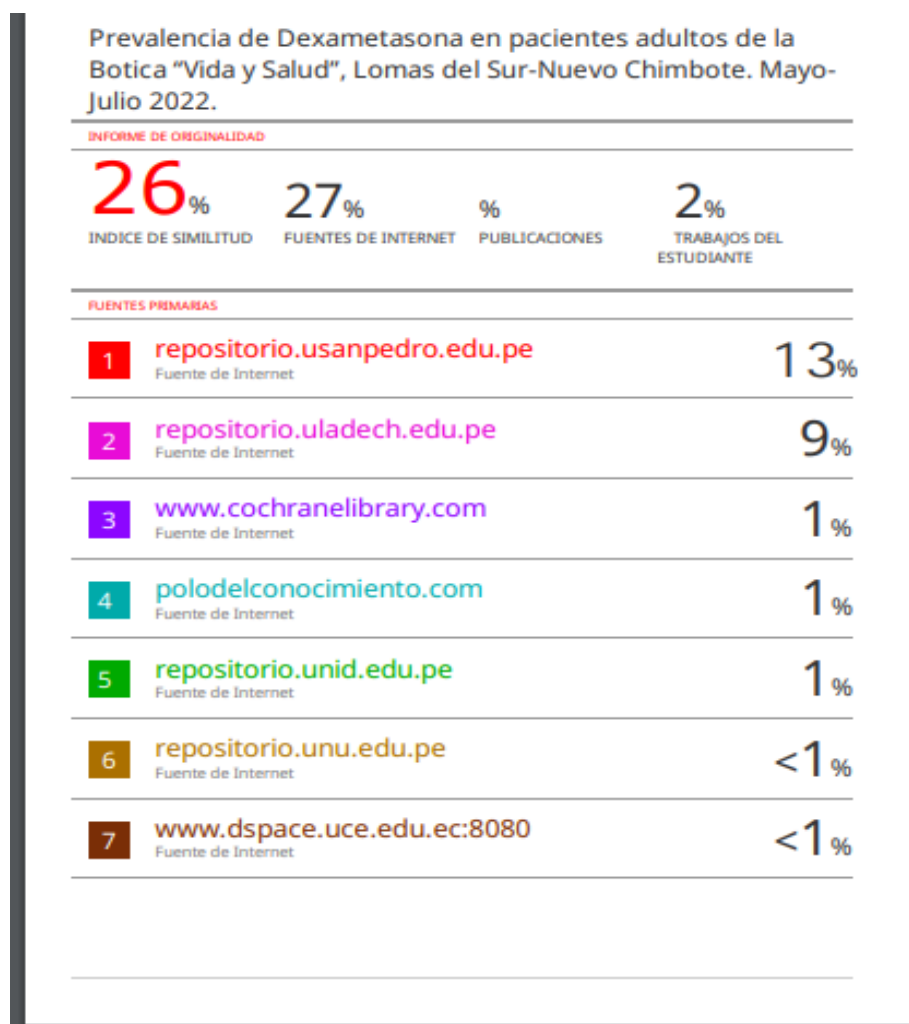 Prevalencia de Dexametasona en pacientes adultos de la
Botica “Vida y Salud”, Lomas del Sur-Nuevo Chimbote. Mayo-
Julio 2022.
INFORME DE ORIGINALIDAD
26% 27% % 2%
INDICE DE SIMILITUD FUENTES DE INTERNET PUBLICACIONES TRABAJOS DEL
ESTUDIANTE
FUENTES PRIMARIAS
1 repositorio.usanpedro.edu.pe 13%
Fuente de Internet
2 repositorio.uladech.edu.pe 9%
Fuente de Internet
3 www.cochranelibrary.com 1%
Fuente de Internet
4 polodelconocimiento.com 1%
Fuente de Internet
5 repositorio.unid.edu.pe 1%
Fuente de Internet
6 repositorio.unu.edu.pe <1%
Fuente de Internet
7 www.dspace.uce.edu.ec:8080 <1%
Fuente de Internet